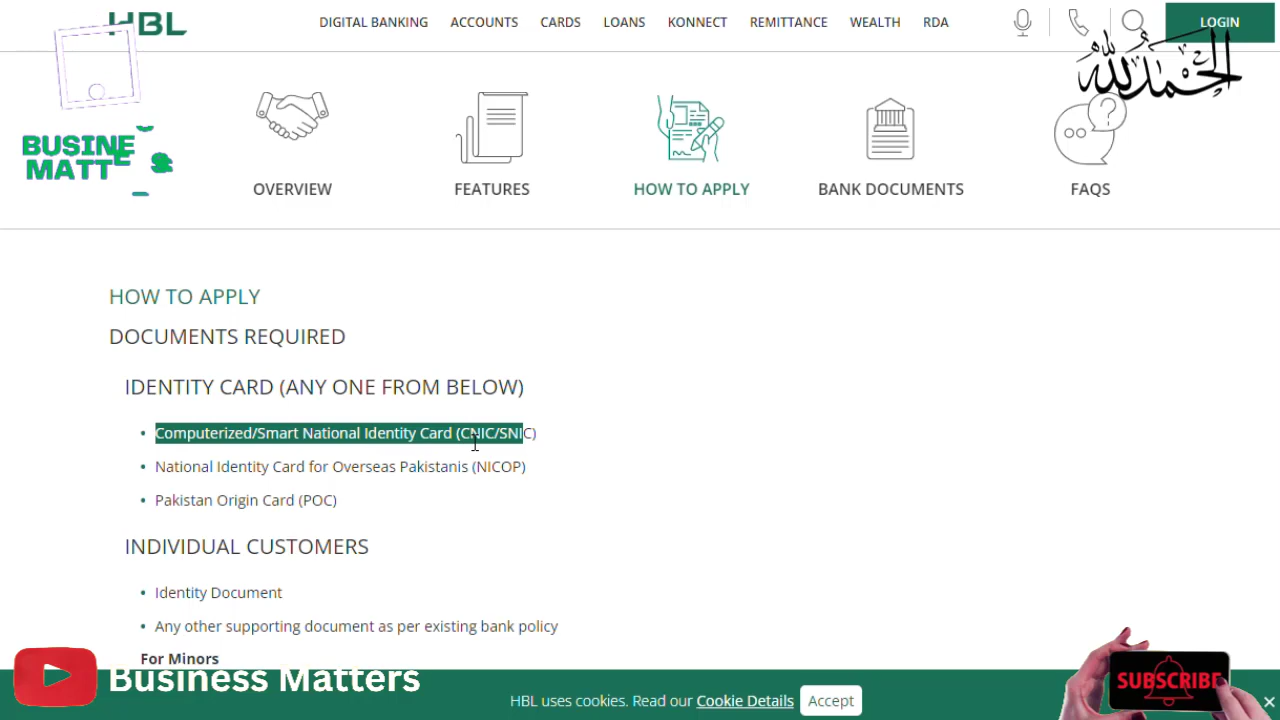 HBL
DIGITAL BANKING ACCOUNTS CARDS LOANS KONNECT REMITTANCE WEALTH RDA LOGIN
الحمدلله
BUSINE
MATT
OVERVIEW FEATURES HOW TO APPLY BANK DOCUMENTS FAQS
HOW TO APPLY
DOCUMENTS REQUIRED
IDENTITY CARD (ANY ONE FROM BELOW)
• Computerized/Smart National Identity Card (CNIC/SNIC)
• National Identity Card for Overseas Pakistanis (NICOP)
• Pakistan Origin Card (POC)
INDIVIDUAL CUSTOMERS
• Identity Document
• Any other supporting document as per existing bank policy
For Minors
Business Matters
HBL uses cookies. Read our Cookie Details Accept
SUBSCRIBE